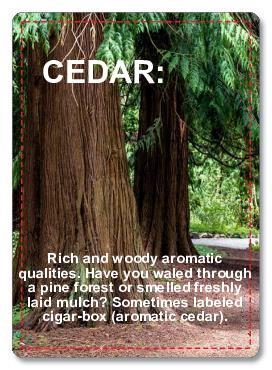 CEDAR:
Rich and woody aromatic
qualities. Have you waled through
a pine forest or smelled freshly
laid mulch? Sometimes labeled
cigar-box (aromatic cedar).